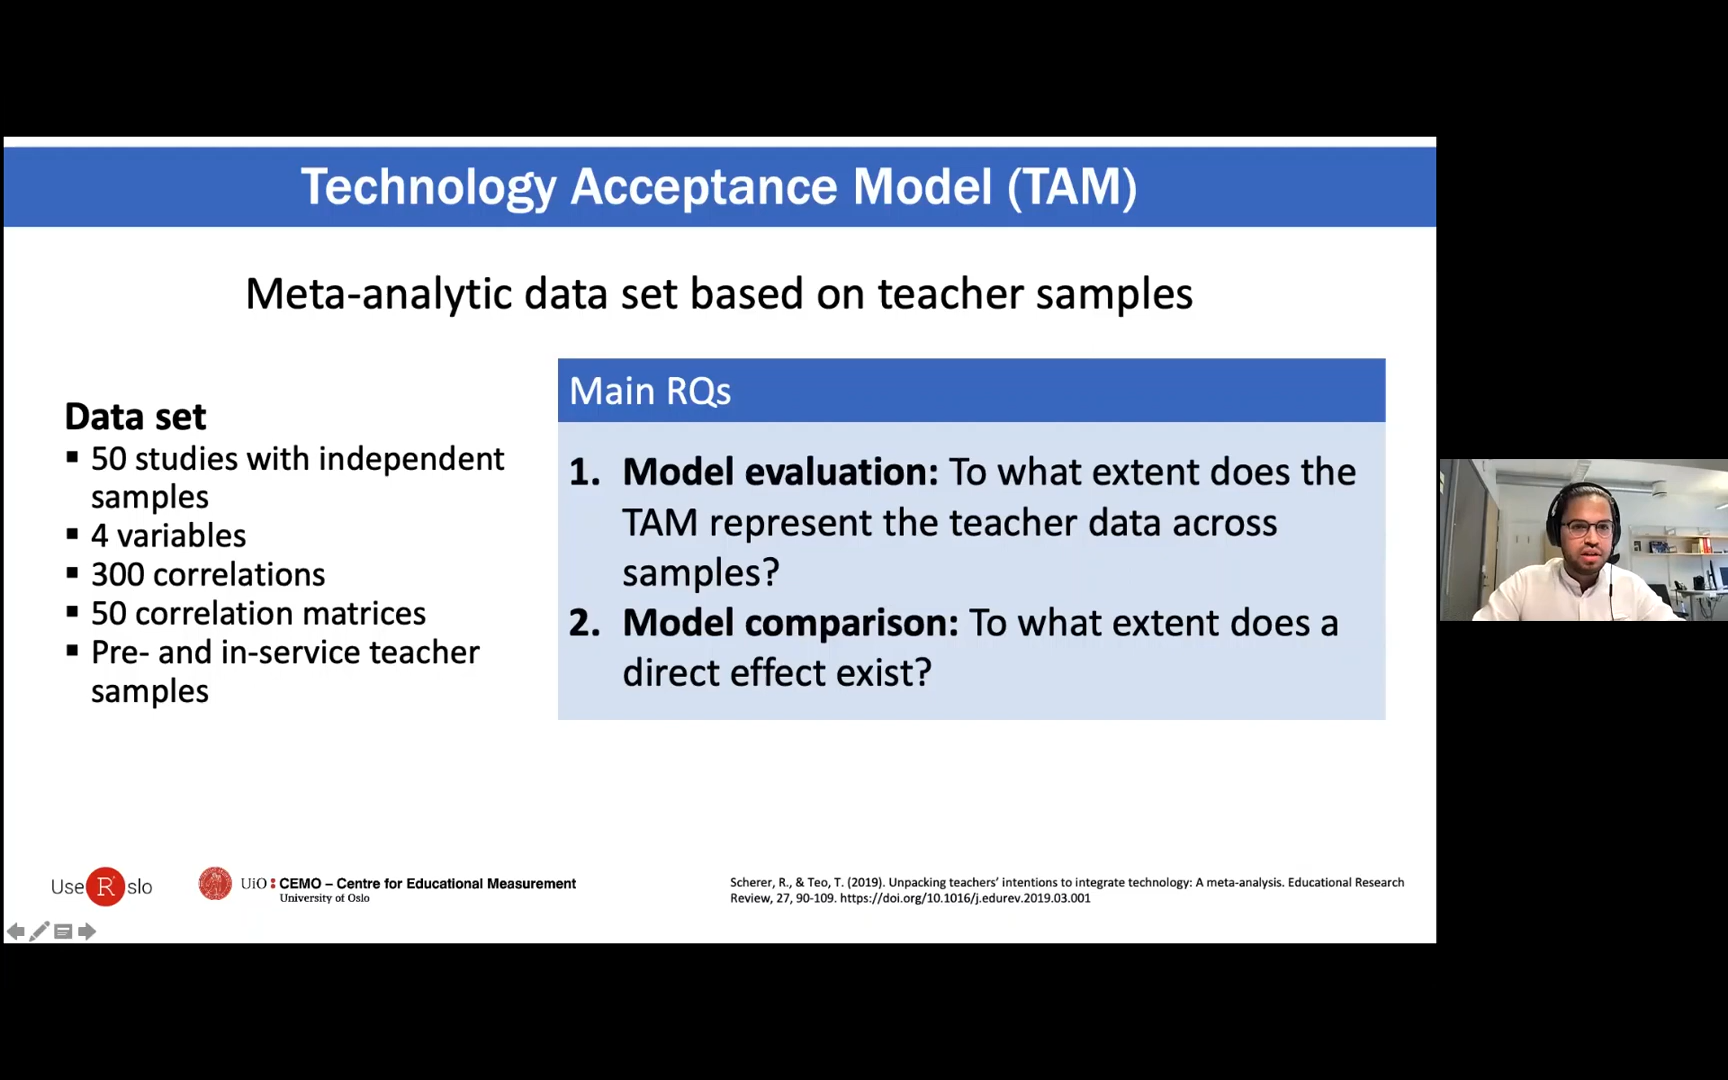 Technology Acceptance Model (TAM)
Meta-analytic data set based on teacher samples
Data set
▪ 50 studies with independent
samples
▪ 4 variables
▪ 300 correlations
▪ 50 correlation matrices
▪ Pre- and in-service teacher
samples
Main RQs
1. Model evaluation: To what extent does the
TAM represent the teacher data across
samples?
2. Model comparison: To what extent does a
direct effect exist?
Use R slo
UiO : CEMO – Centre for Educational Measurement
University of Oslo
Scherer, R., & Teo, T. (2019). Unpacking teachers' intentions to integrate technology: A meta-analysis. Educational Research
Review, 27, 90-109. https://doi.org/10.1016/j.edurev.2019.03.001